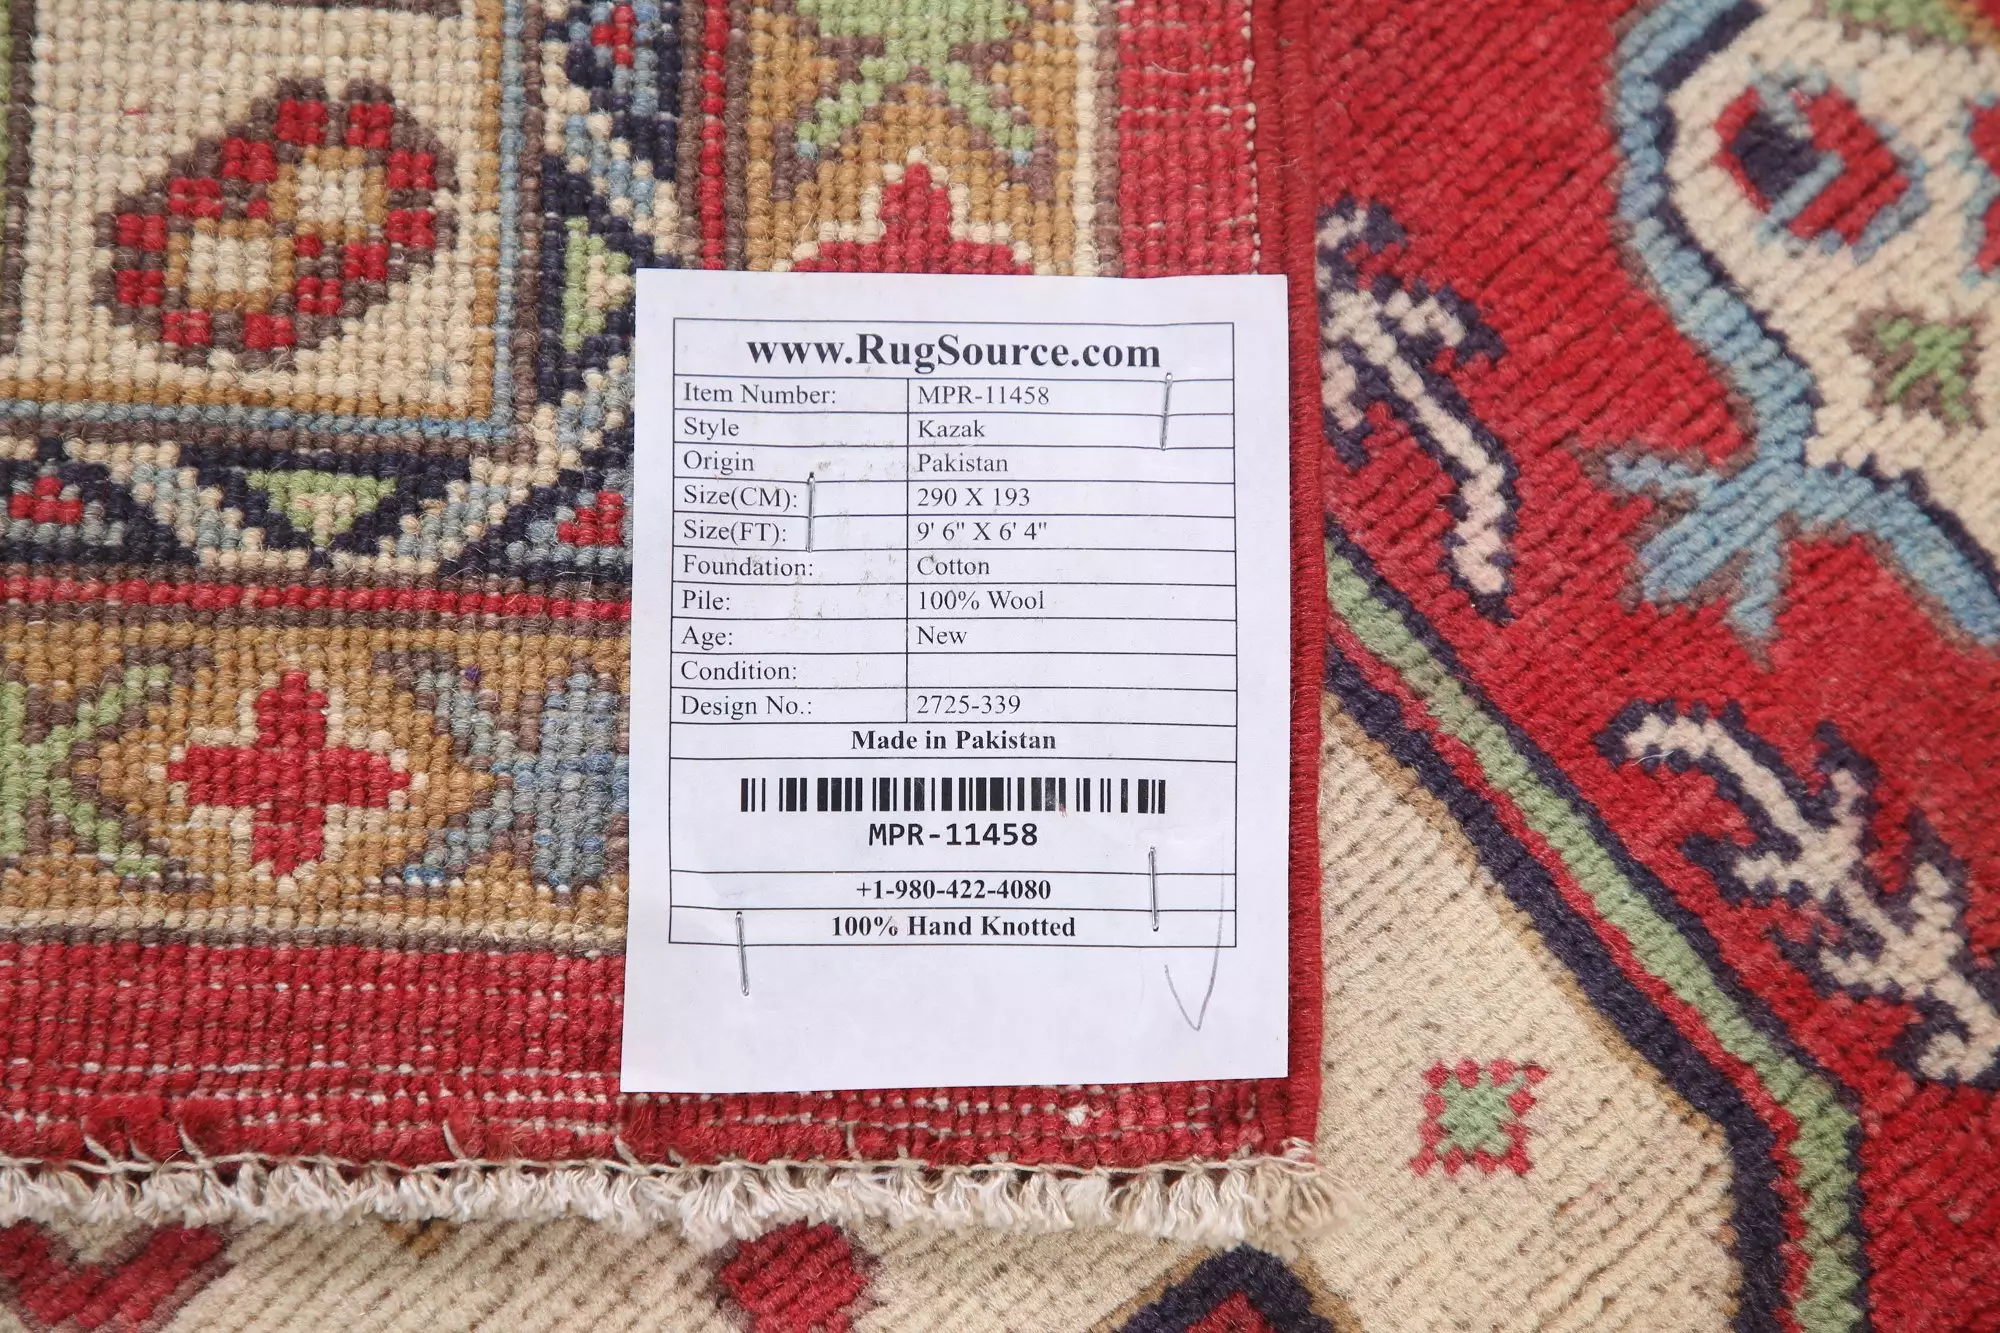 www.RugSource.com
Item Number: MPR-11458
Style Kazak
Origin Pakistan
Size(CM): 290 X 193
Size(FT): 9' 6" X 6' 4"
Foundation: Cotton
Pile: 100% Wool
Age: New
Condition:
Design No.: 2725-339
Made in Pakistan
MPR-11458
+1-980-422-4080
100% Hand Knotted